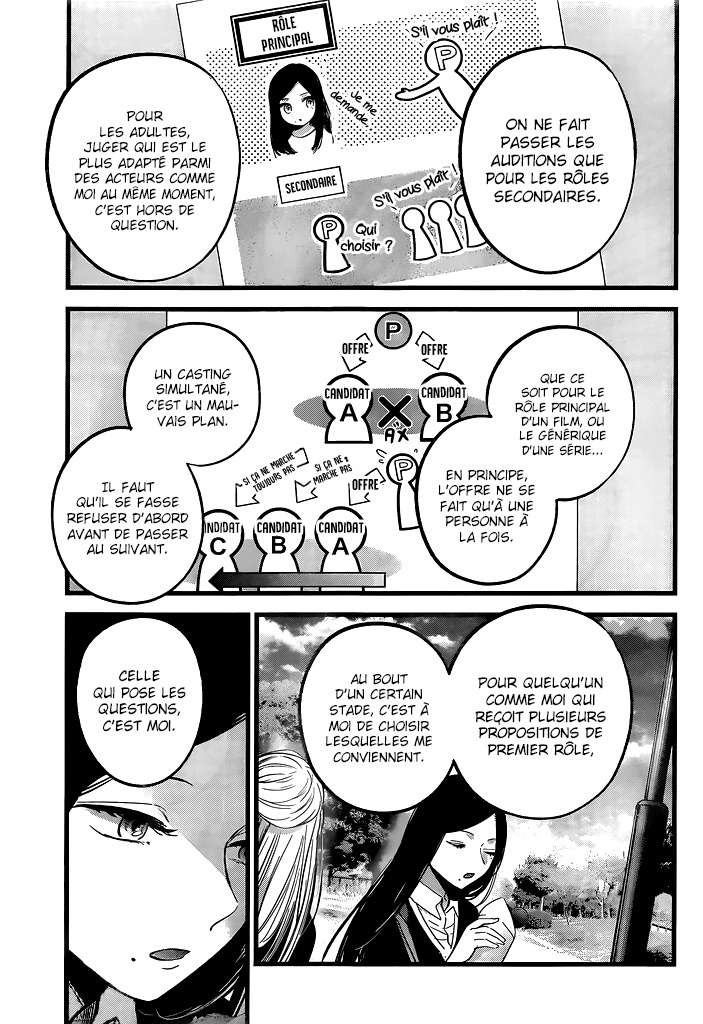 ON NE FAIT
PASSER LES
AUDITIONS QUE
POUR LES RÔLES
SECONDAIRES.
RÔLE
PRINCIPAL
S'il vous plaît !
P
Je me
demande.
SECONDAIRE
S'il vous plaît !
P
Qui
choisir ?
POUR
LES ADULTES,
JUGER QUI EST LE
PLUS ADAPTÉ PARMI
DES ACTEURS COMME
MOI AU MÊME MOMENT,
C'EST HORS DE
QUESTION.
QUE CE
SOIT POUR LE
RÔLE PRINCIPAL
D'UN FILM, OU
LE GÉNÉRIQUE
D'UNE SÉRIE...
EN PRINCIPE,
L'OFFRE NE SE
FAIT QU'À UNE
PERSONNE À
LA FOIS.
P
OFFRE
OFFRE
CANDIDAT
A
CANDIDAT
B
P
OFFRE
SI ÇA NE
MARCHE PAS
SI ÇA NE MARCHE
TOUJOURS PAS
CANDIDAT
A
CANDIDAT
B
ANDIDAT
C
UN CASTING
SIMULTANÉ,
C'EST UN MAU-
VAIS PLAN.
IL FAUT
QU'IL SE FASSE
REFUSER D'ABORD
AVANT DE PASSER
AU SUIVANT.
POUR QUELQU'UN
COMME MOI QUI
REÇOIT PLUSIEURS
PROPOSITIONS DE
PREMIER RÔLE,
AU BOUT
D'UN CERTAIN
STADE, C'EST À
MOI DE CHOISIR
LESQUELLES ME
CONVIENNENT.
CELLE
QUI POSE LES
QUESTIONS,
C'EST MOI.